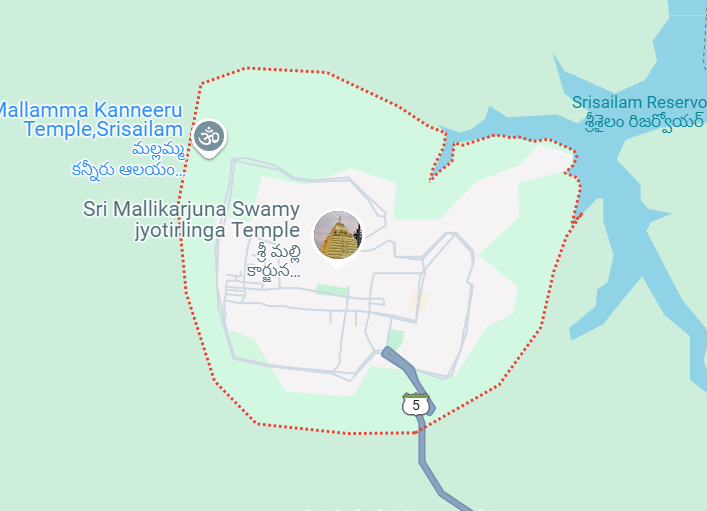 Mallamma Kanneeru
Temple,Srisailam
మల్లమ్మ
కన్నీరు ఆలయం...
Srisailam Reservo
శ్రీశైలం రిజర్వోయర్
Sri Mallikarjuna Swamy
jyotirlinga Temple
శ్రీ మల్లి
కార్జున...
5